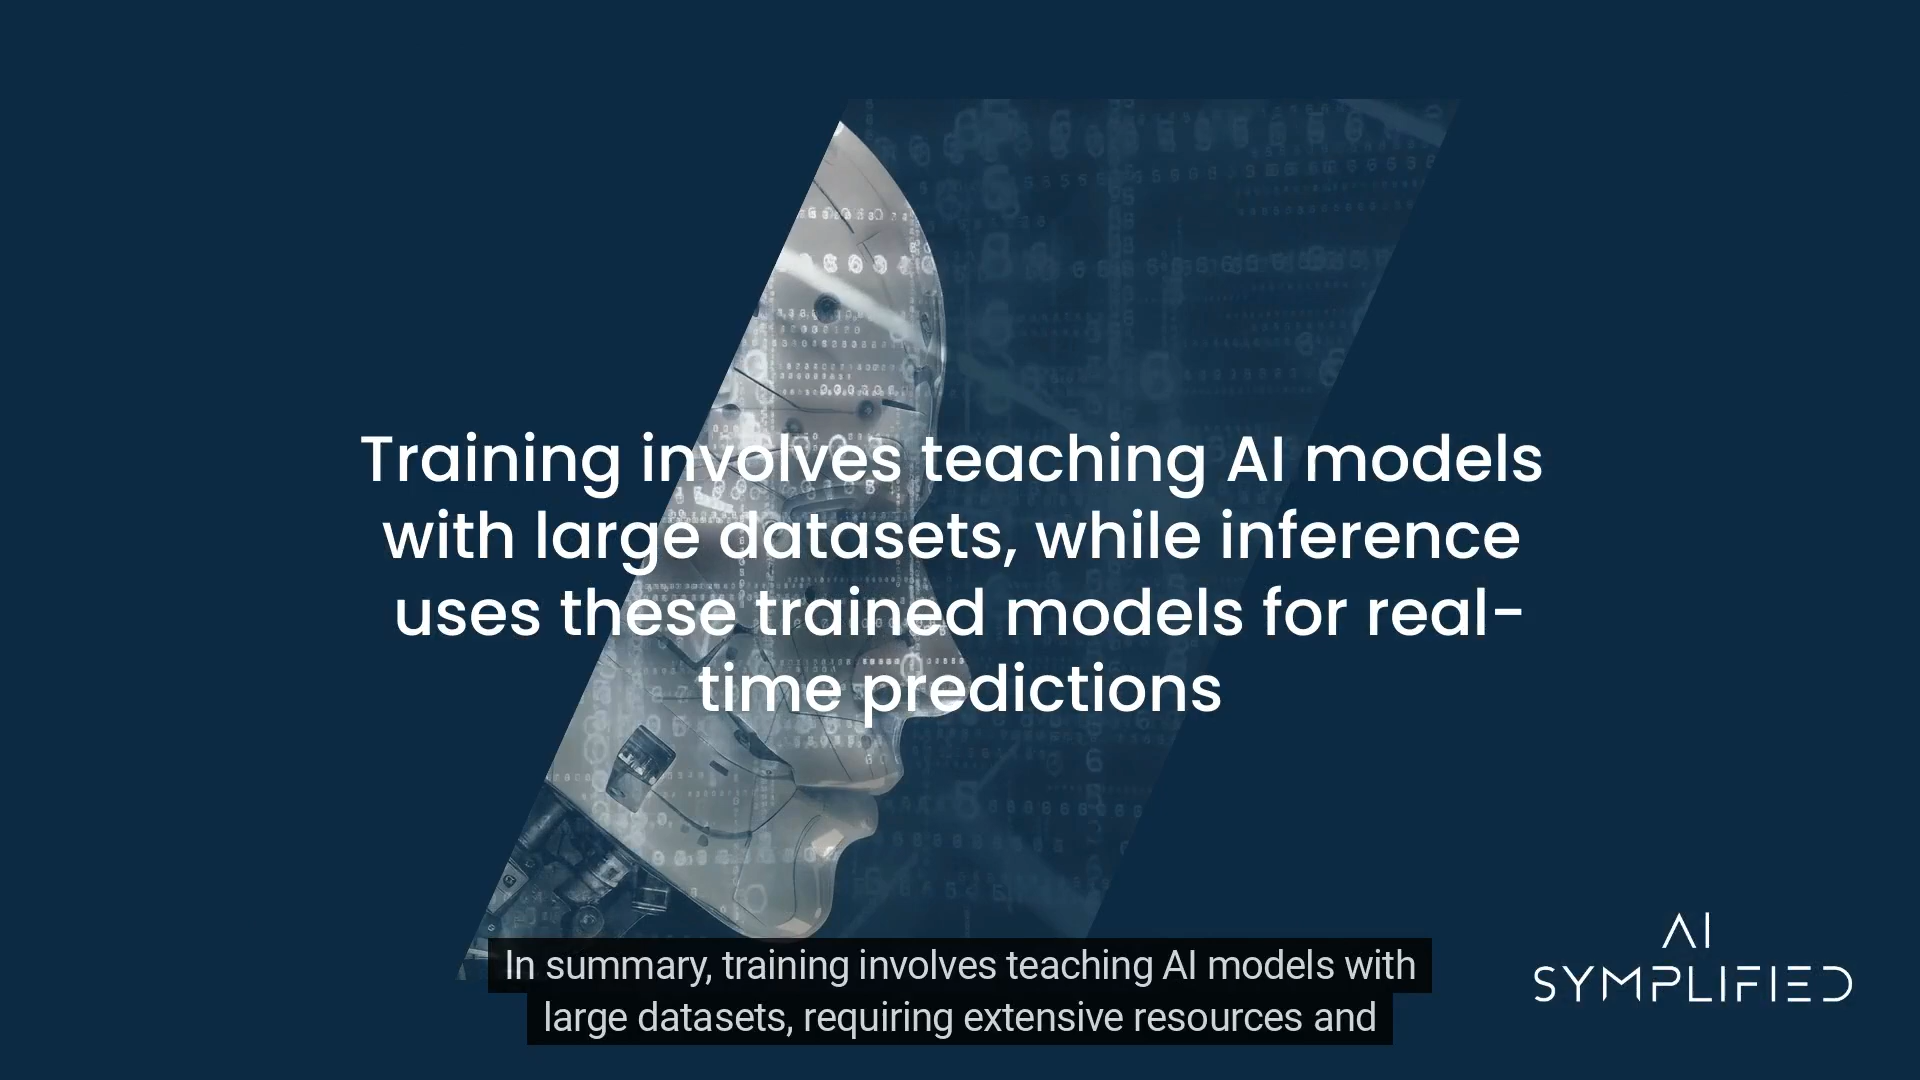 Training involves teaching AI models
with large datasets, while inference
uses these trained models for real-
time predictions
In summary, training involves teaching AI models with
large datasets, requiring extensive resources and
AI
SYMPLIFIED